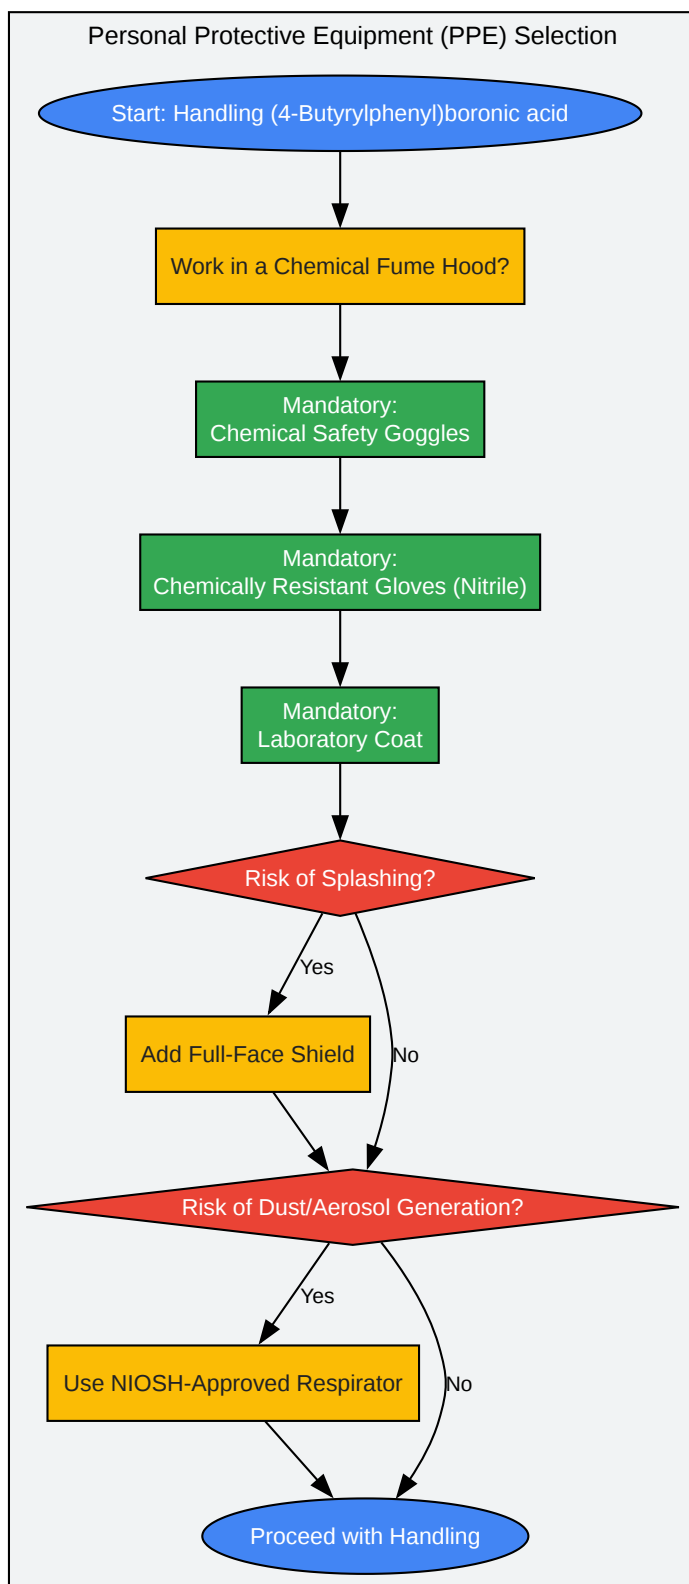 Personal Protective Equipment (PPE) Selection
Start: Handling (4-Butyrylphenyl)boronic acid
Work in a Chemical Fume Hood?
Mandatory:
Chemical Safety Goggles
Mandatory:
Chemically Resistant Gloves (Nitrile)
Mandatory:
Laboratory Coat
Risk of Splashing?
Yes
Add Full-Face Shield
No
Risk of Dust/Aerosol Generation?
Yes
Use NIOSH-Approved Respirator
No
Proceed with Handling